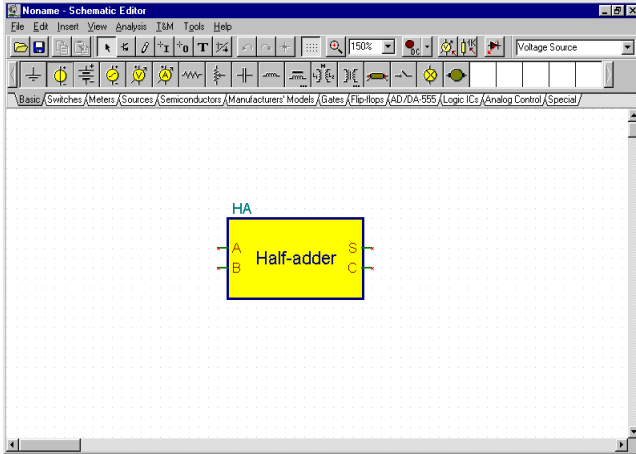 Noname - Schematic Editor
File Edit Insert View Analysis T&M Tools Help
T 150% Voltage Source
Basic Switches Meters Sources Semiconductors Manufacturers' Models Gates Flip-flops AD/DA-555 Logic ICs Analog Control Special
HA
A Half-adder S
B C